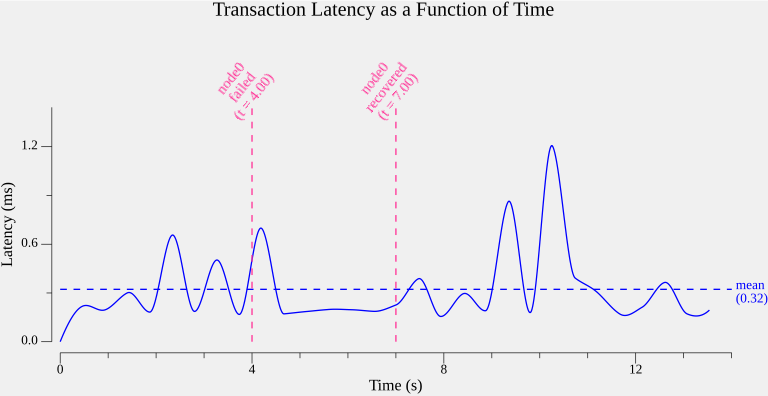 Transaction Latency as a Function of Time
node0
failed
(t = 4.00)
node0
recovered
(t = 7.00)
Latency (ms)
1.2
0.6
0.0
mean
(0.32)
0
4
8
12
Time (s)